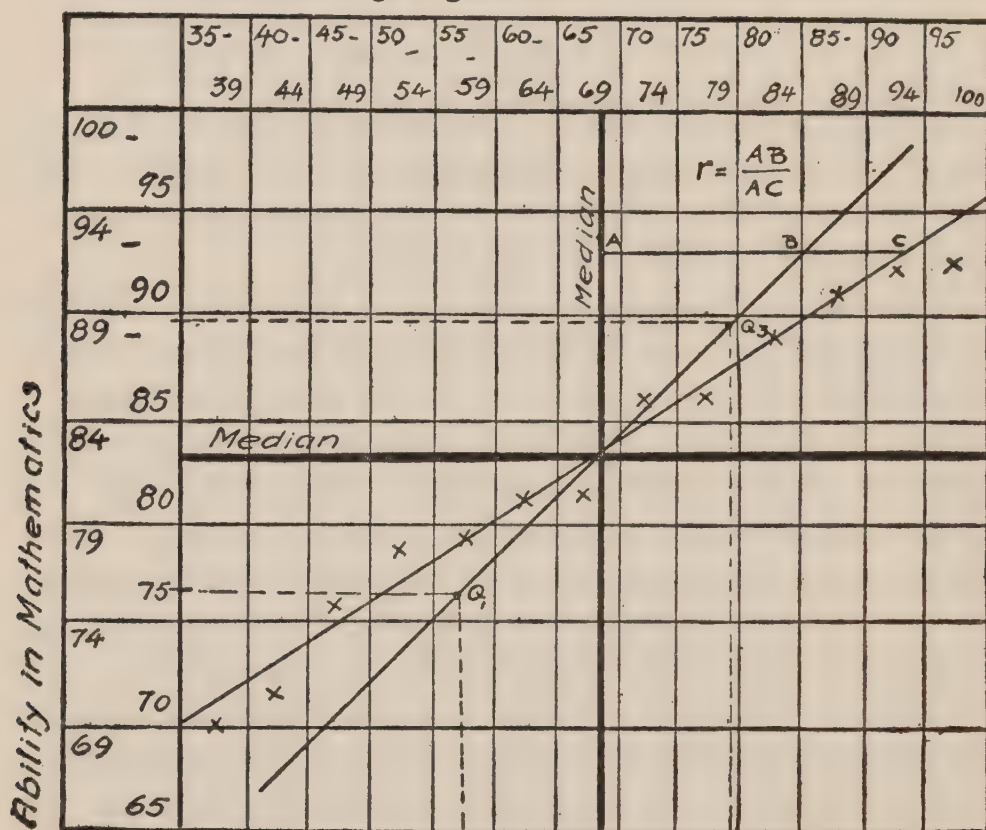 35- 40- 45- 50- 55- 60- 65 70 75 80 85- 90 95
39 44 49 54 59 64 69 74 79 84 89 94 100
100-
95
94-
90
89-
85
84
80
79
75
74
70
69
65
Ability in Mathematics
Median
Median
r = AB
AC
A B C
Q3
Q1